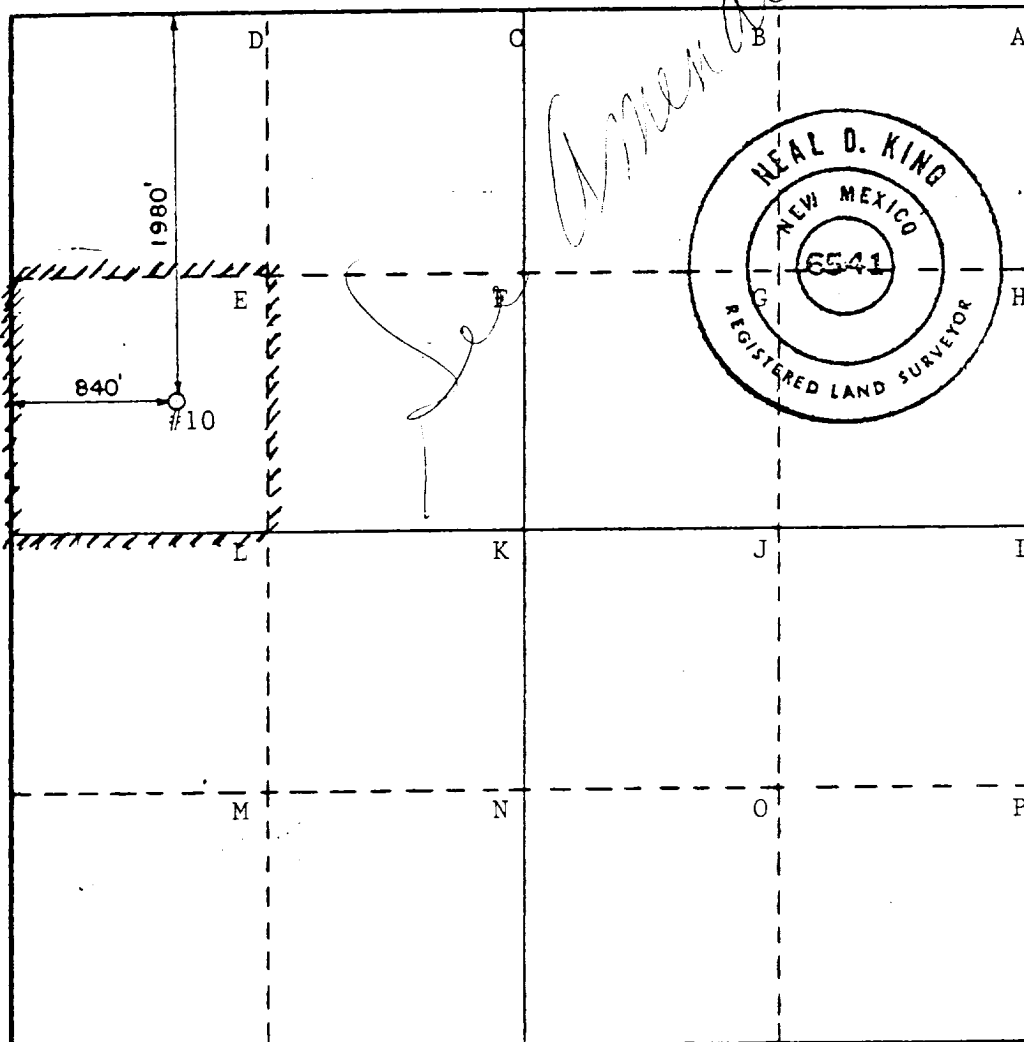 D C B A
NEAL D. KING
NEW MEXICO
6541
REGISTERED LAND SURVEYOR
1980'
E F G H
840'
#10
L K J I
M N O P